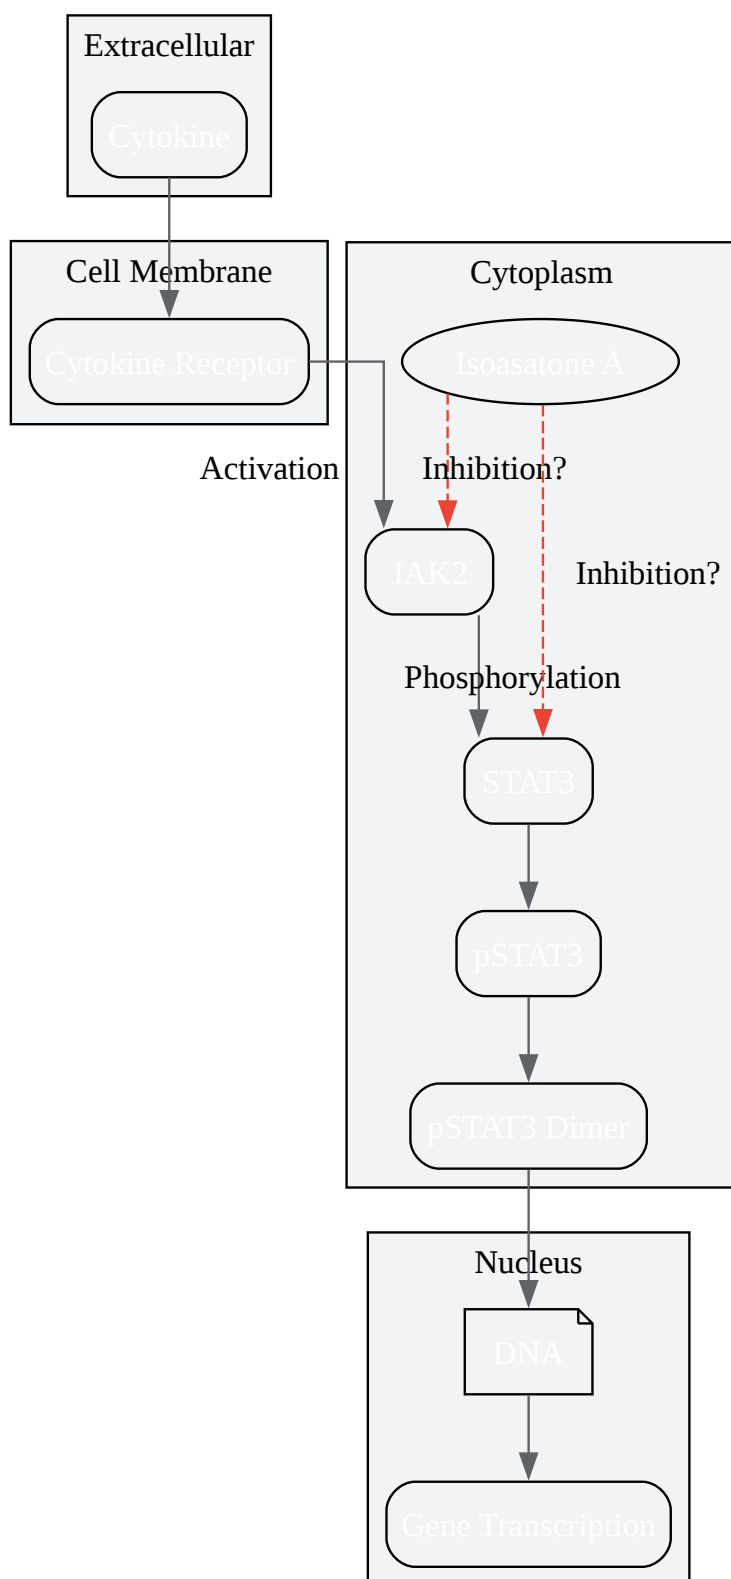 Extracellular
Cytokine
Cell Membrane
Cytokine Receptor
Cytoplasm
Isoasatone A
Activation
Inhibition?
JAK2
Inhibition?
Phosphorylation
STAT3
pSTAT3
pSTAT3 Dimer
Nucleus
DNA
Gene Transcription